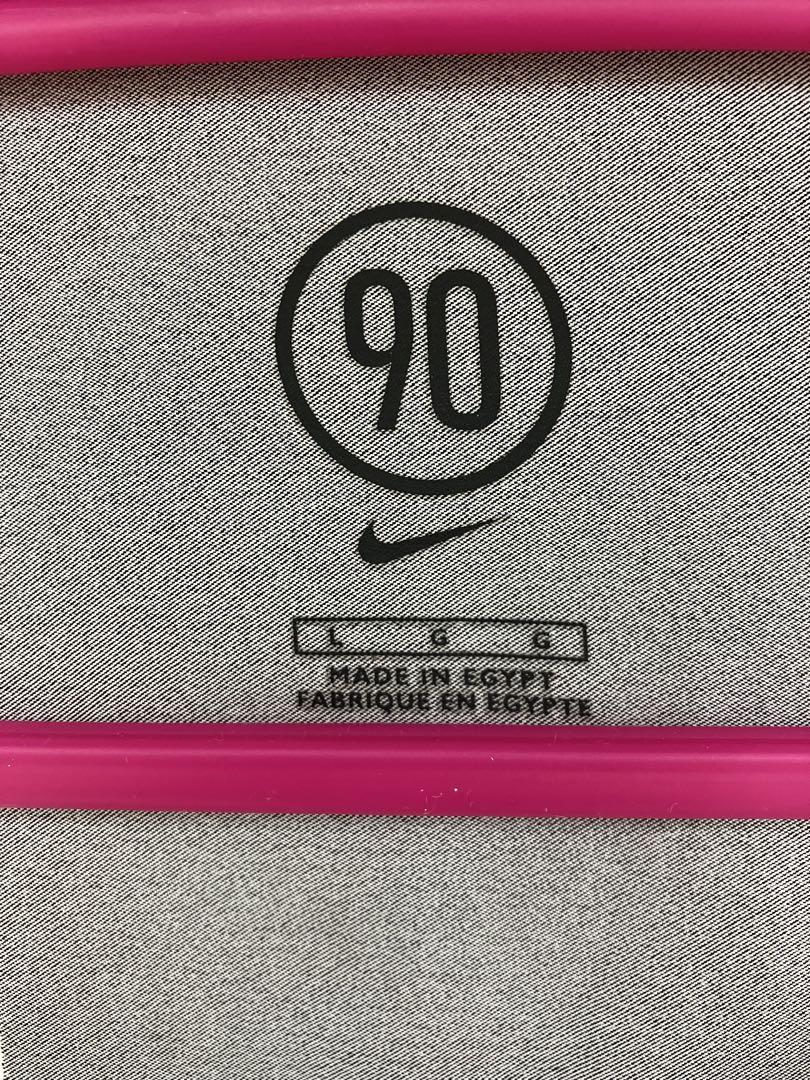 90
L G G
MADE IN EGYPT
FABRIQUE EN EGYPTE